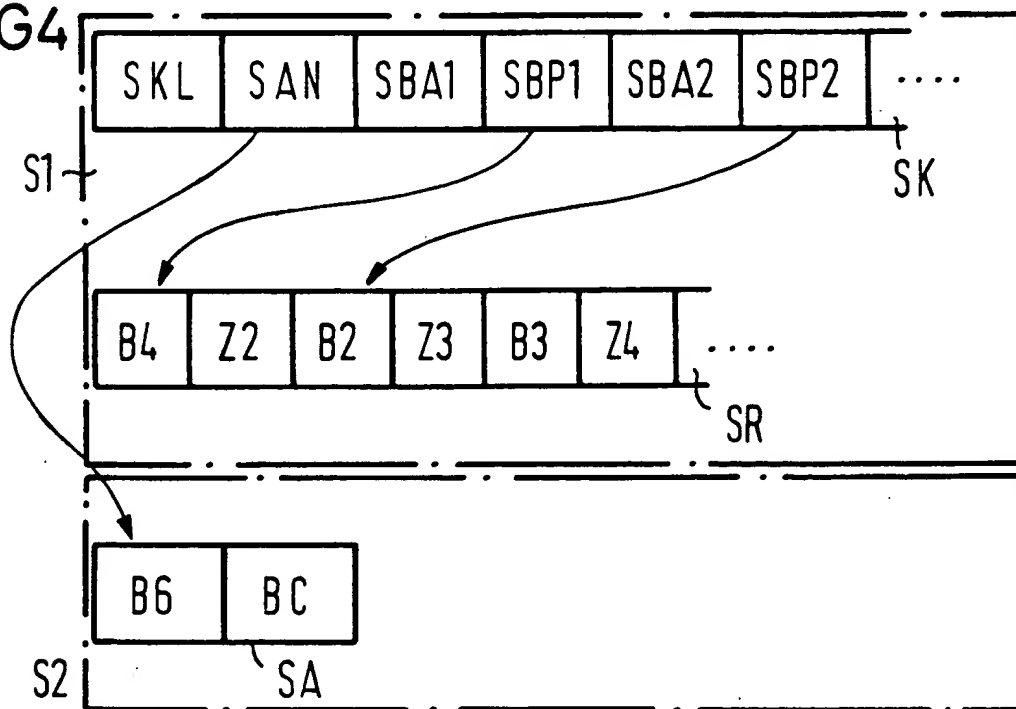 G4
SKL SAN SBA1 SBP1 SBA2 SBP2 ....
S1
SK
B4 Z2 B2 Z3 B3 Z4 ....
SR
B6 BC
S2 SA